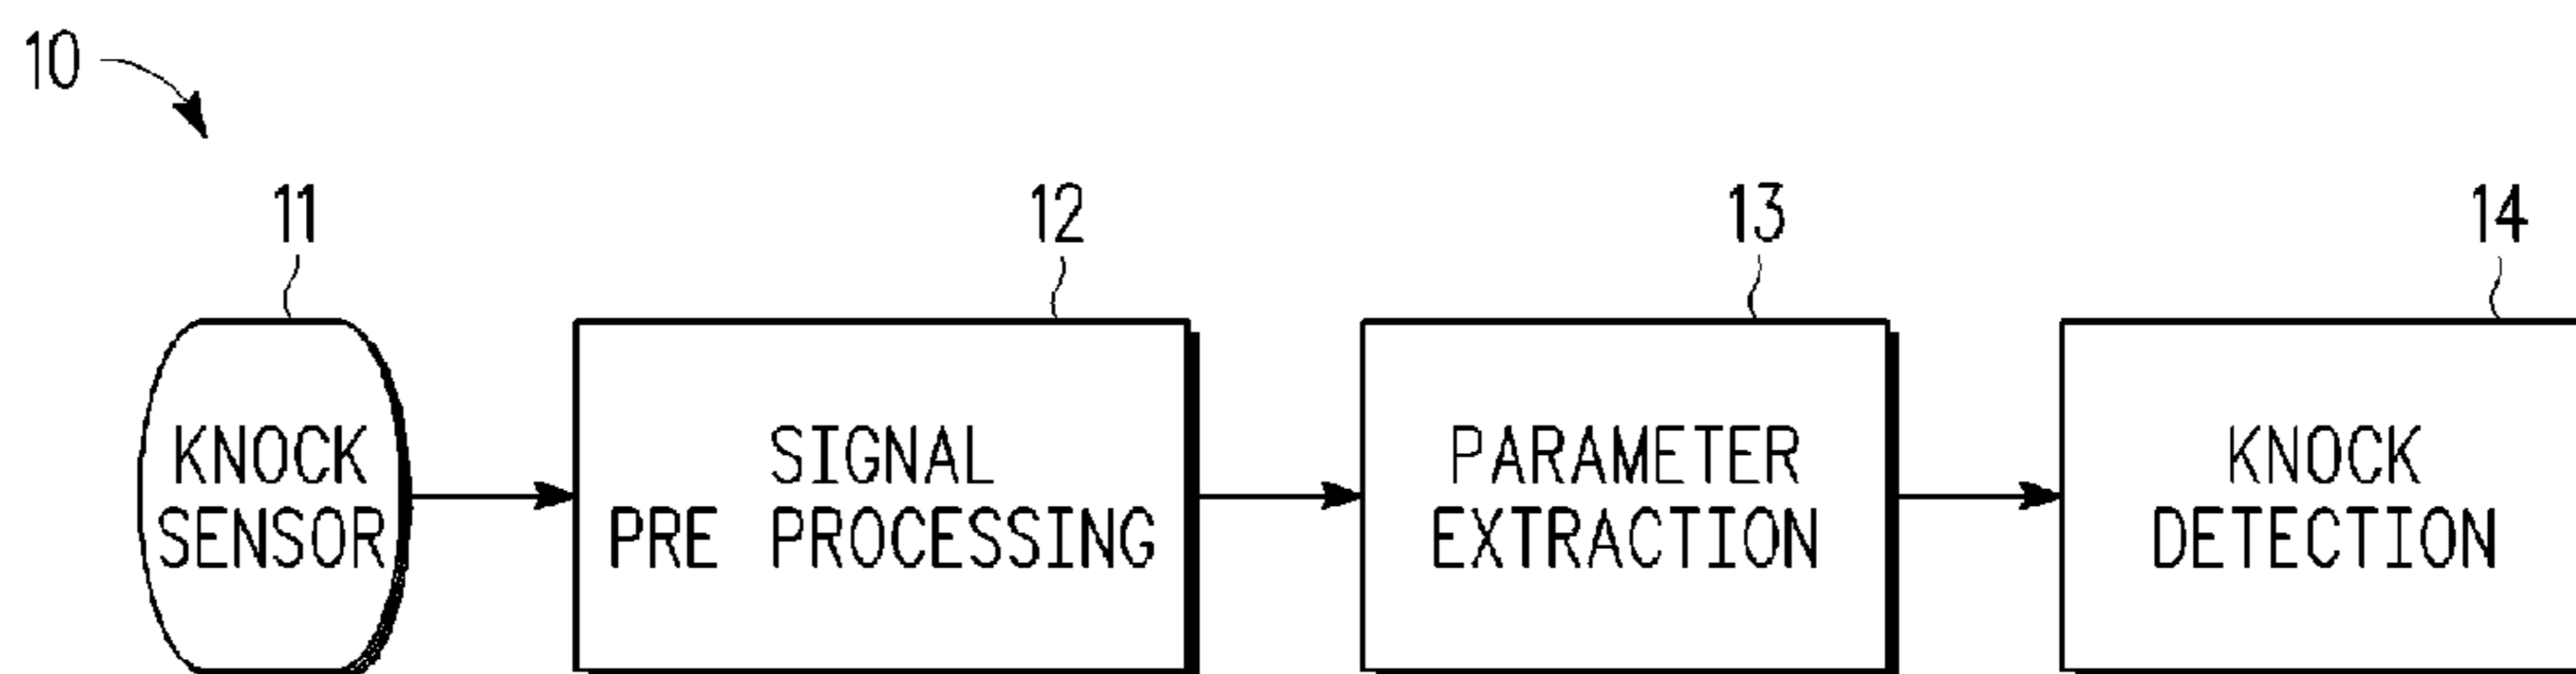 10
11
12
13
14
KNOCK
SENSOR
SIGNAL
PRE PROCESSING
PARAMETER
EXTRACTION
KNOCK
DETECTION